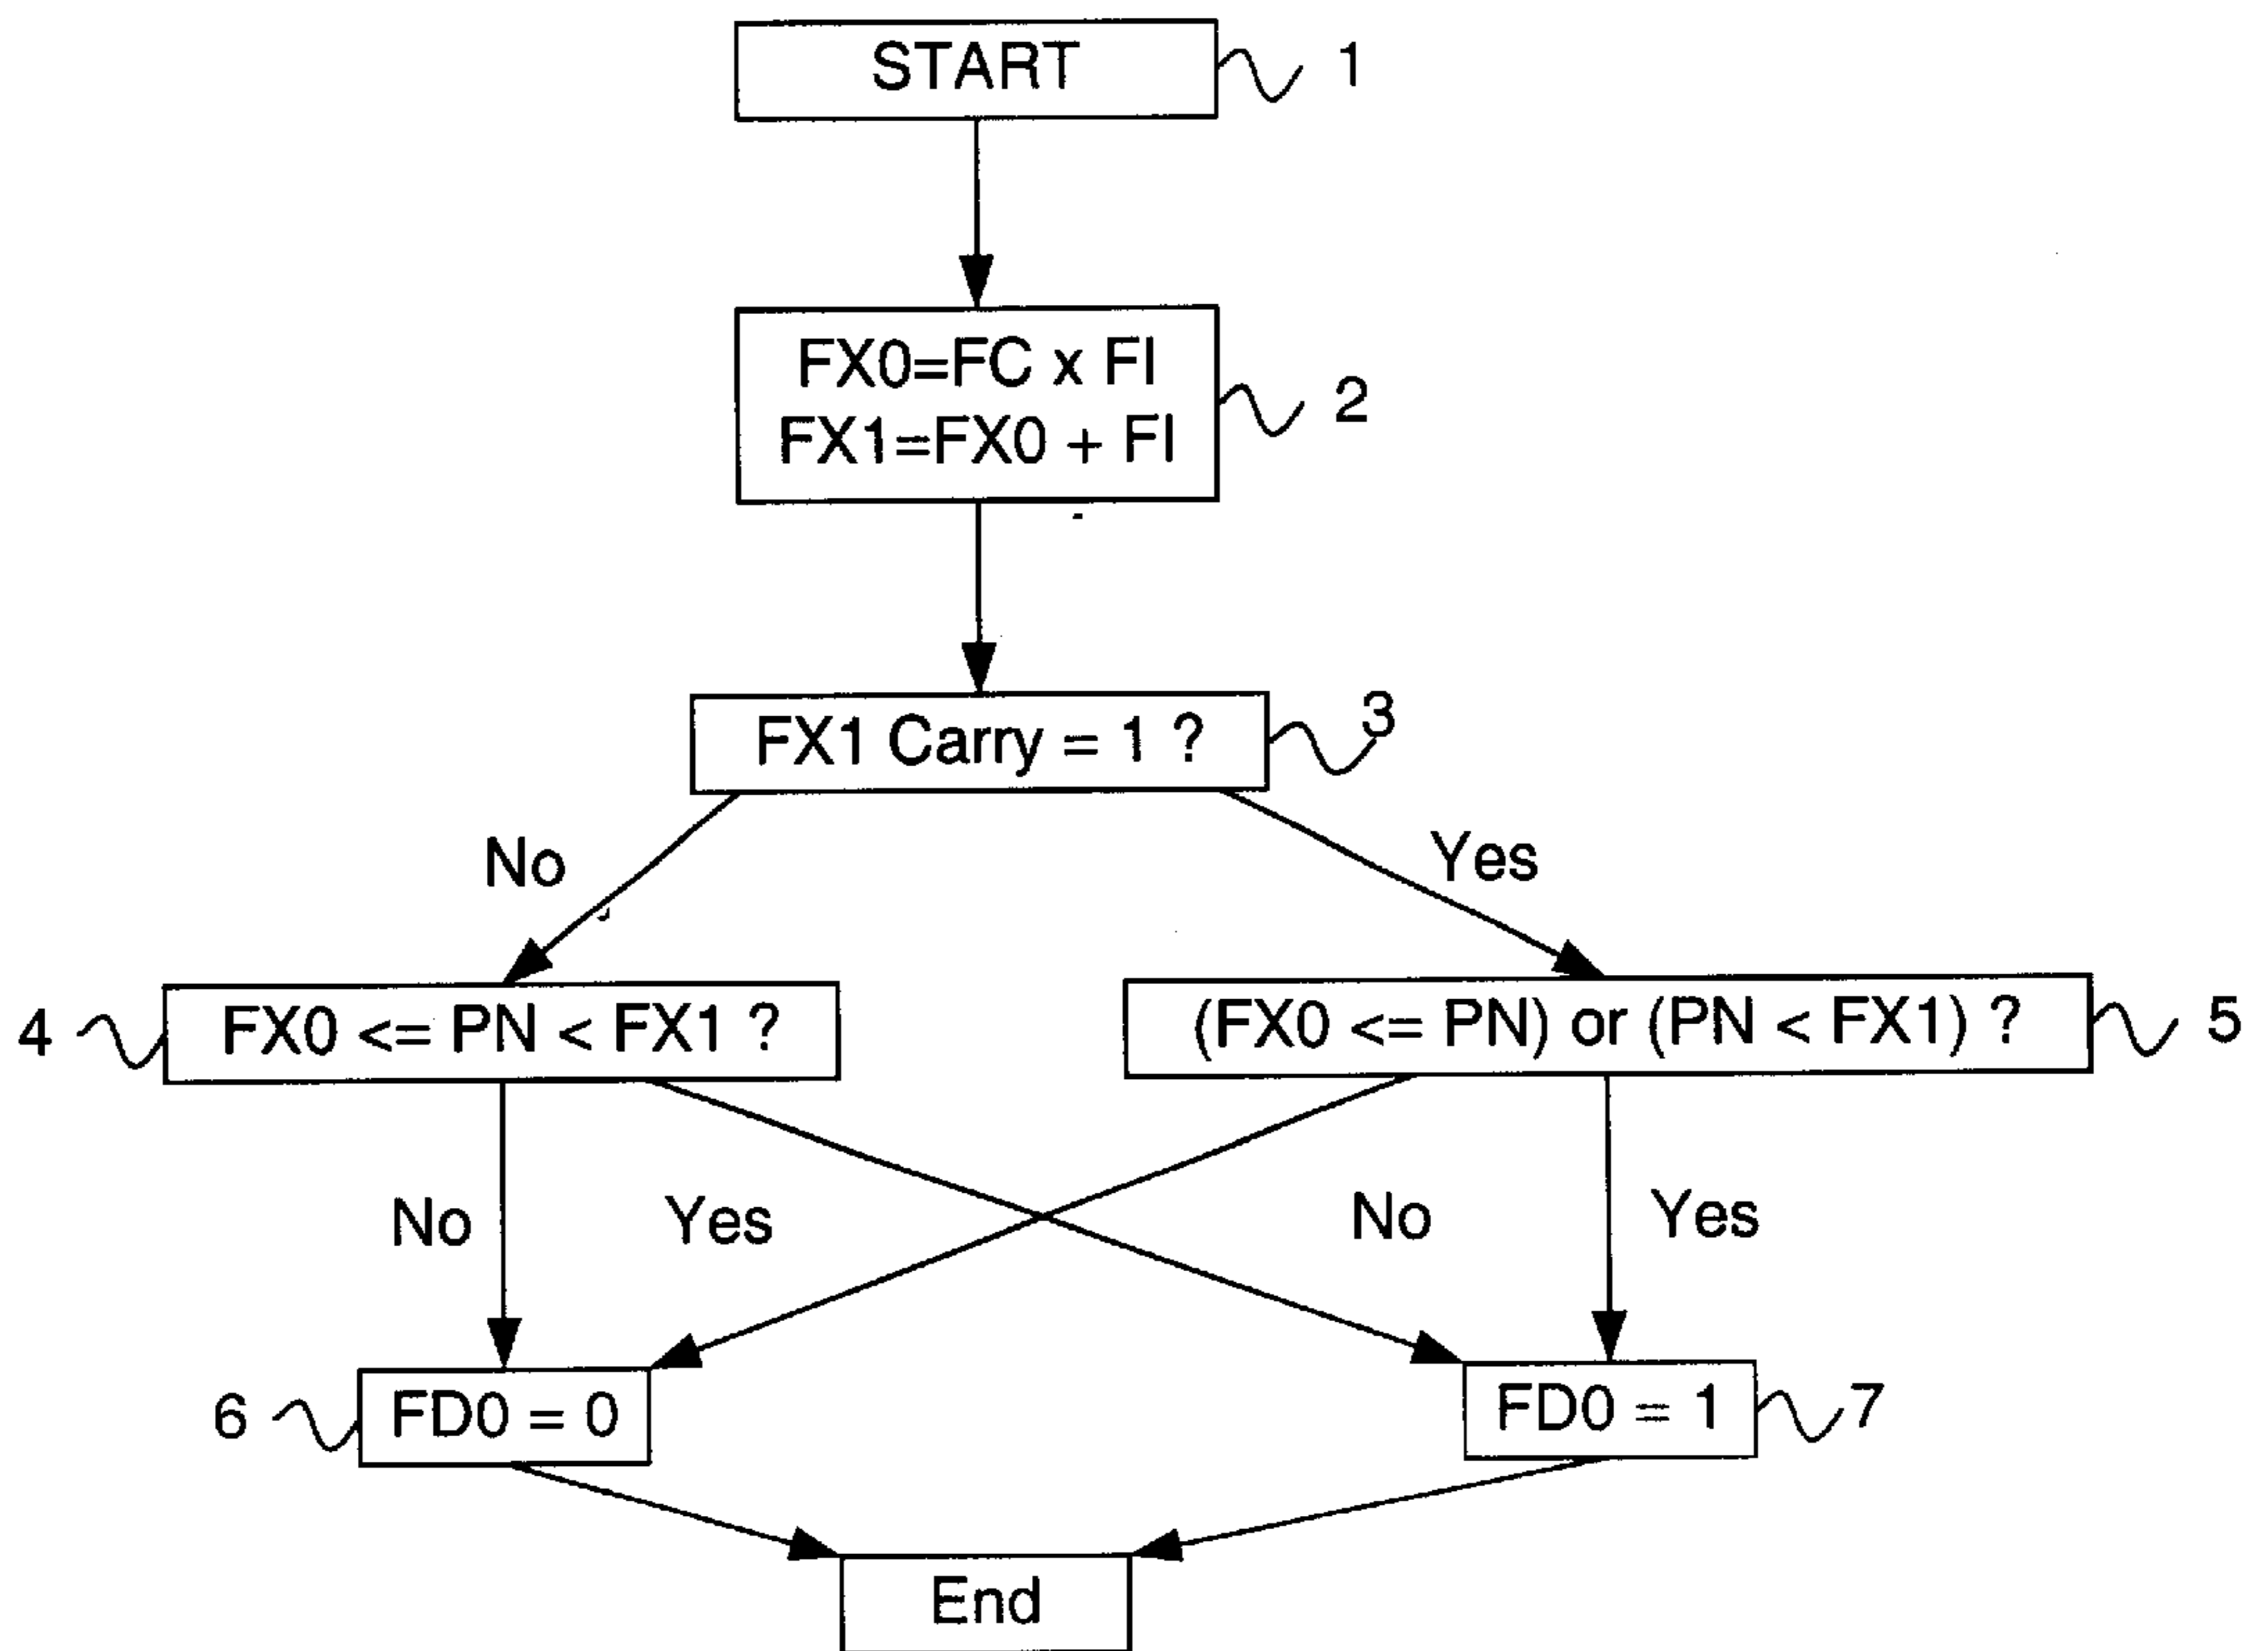 START
1
FX0=FC x FI
FX1=FX0 + FI
2
FX1 Carry = 1 ?
3
No
Yes
4
FX0 <= PN < FX1 ?
(FX0 <= PN) or (PN < FX1) ?
5
No
Yes
No
Yes
6
FD0 = 0
FD0 = 1
7
End